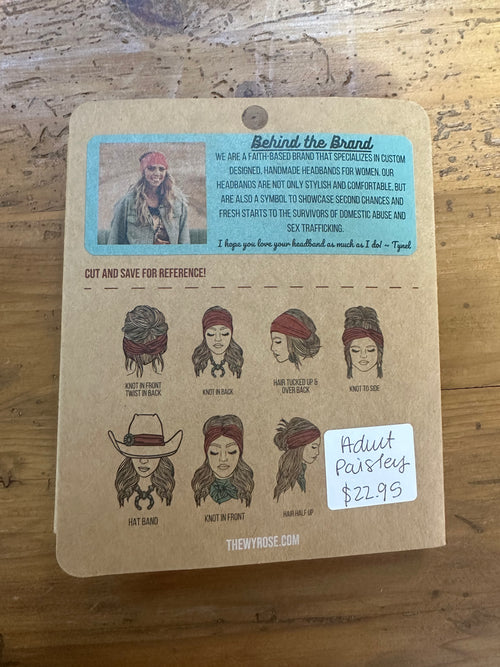 Behind the Brand
WE ARE A FAITH-BASED BRAND THAT SPECIALIZES IN CUSTOM
DESIGNED, HANDMADE HEADBANDS FOR WOMEN. OUR
HEADBANDS ARE NOT ONLY STYLISH AND COMFORTABLE, BUT
ARE ALSO A SYMBOL TO SHOWCASE SECOND CHANCES AND
FRESH STARTS TO THE SURVIVORS OF DOMESTIC ABUSE AND
SEX TRAFFICKING.
I hope you love your headband as much as I do! ~ Tynel
CUT AND SAVE FOR REFERENCE!
KNOT IN FRONT
TWIST IN BACK
KNOT IN BACK
HAIR TUCKED UP &
OVER BACK
KNOT TO SIDE
HAT BAND
KNOT IN FRONT
HAIR HALF UP
Adult
Paisley
$22.95
THEWYROSE.COM